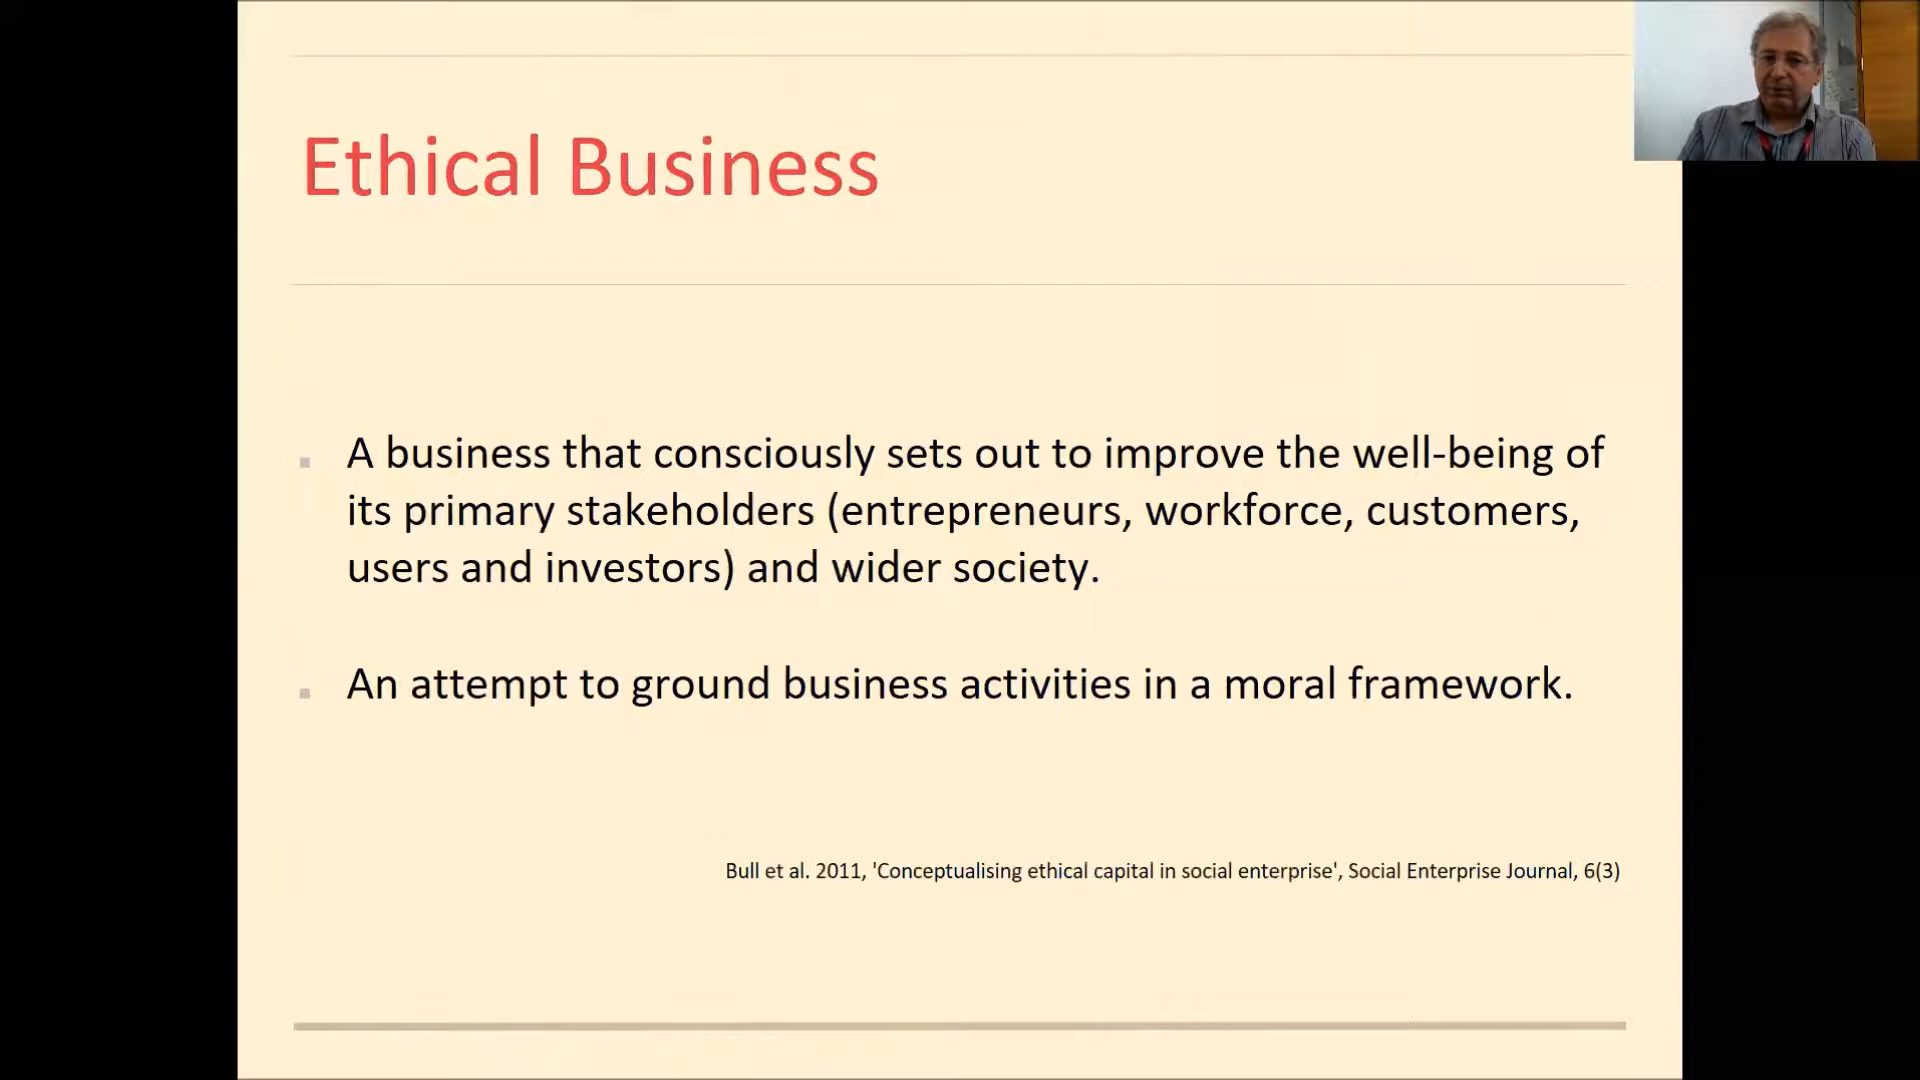 Ethical Business
A business that consciously sets out to improve the well-being of
its primary stakeholders (entrepreneurs, workforce, customers,
users and investors) and wider society.
An attempt to ground business activities in a moral framework.
Bull et al. 2011, 'Conceptualising ethical capital in social enterprise', Social Enterprise Journal, 6(3)